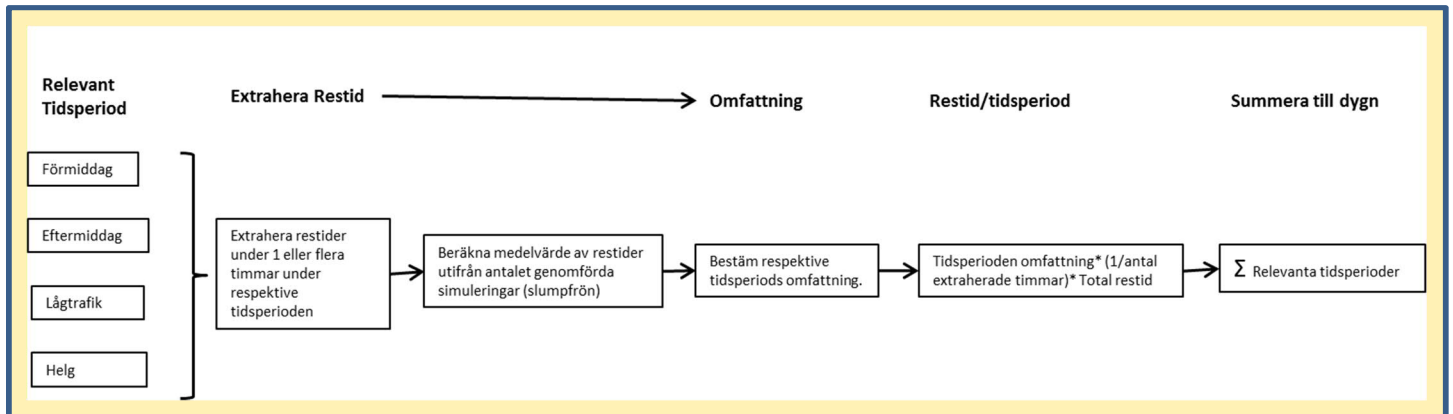 Relevant
Tidsperiod
Extrahera Restid
Omfattning
Restid/tidsperiod
Summera till dygn
Förmiddag
Eftermiddag
Lågtrafik
Helg
Extrahera restider
under 1 eller flera
timmar under
respektive
tidsperioden
Beräkna medelvärde av restider
utifrån antalet genomförda
simuleringar (slumpfrön)
Bestäm respektive
tidsperiods omfattning.
Tidsperioden omfattning* (1/antal
extraherade timmar)* Total restid
Σ Relevanta tidsperioder